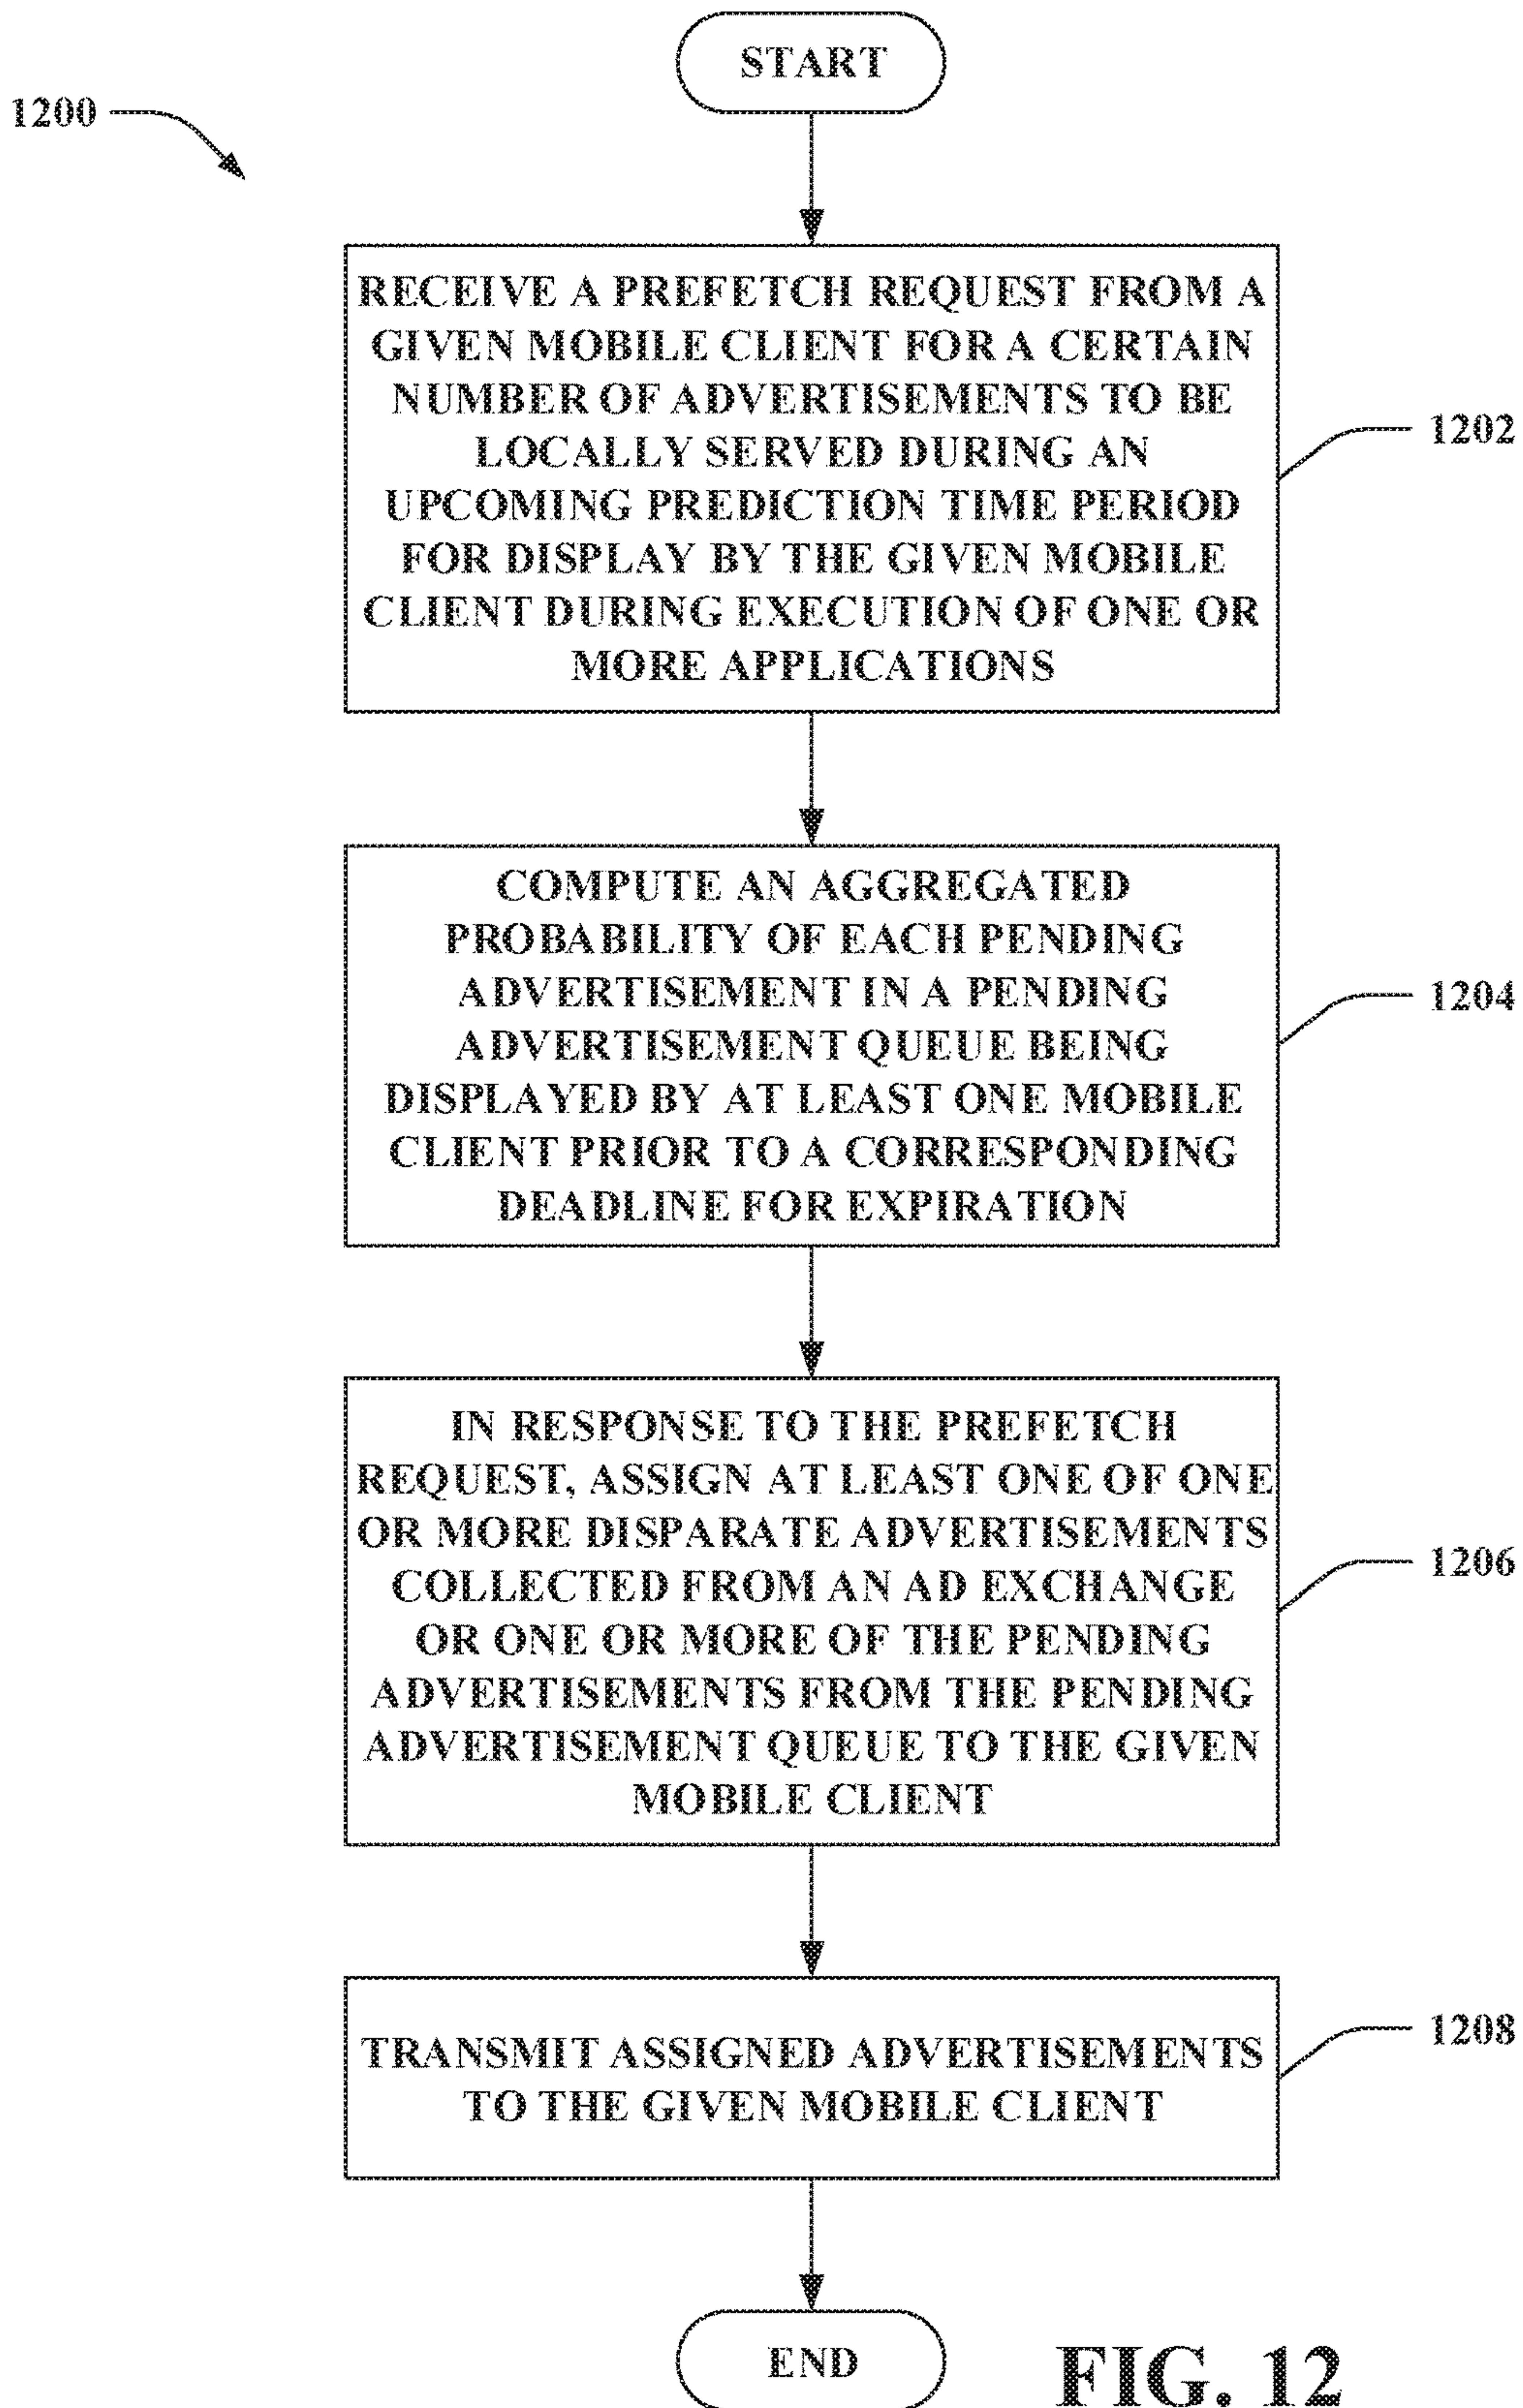 START
1200
RECEIVE A PREFETCH REQUEST FROM A
GIVEN MOBILE CLIENT FOR A CERTAIN
NUMBER OF ADVERTISEMENTS TO BE
LOCALLY SERVED DURING AN
UPCOMING PREDICTION TIME PERIOD
FOR DISPLAY BY THE GIVEN MOBILE
CLIENT DURING EXECUTION OF ONE OR
MORE APPLICATIONS
1202
COMPUTE AN AGGREGATED
PROBABILITY OF EACH PENDING
ADVERTISEMENT IN A PENDING
ADVERTISEMENT QUEUE BEING
DISPLAYED BY AT LEAST ONE MOBILE
CLIENT PRIOR TO A CORRESPONDING
DEADLINE FOR EXPIRATION
1204
IN RESPONSE TO THE PREFETCH
REQUEST, ASSIGN AT LEAST ONE OF ONE
OR MORE DISPARATE ADVERTISEMENTS
COLLECTED FROM AN AD EXCHANGE
OR ONE OR MORE OF THE PENDING
ADVERTISEMENTS FROM THE PENDING
ADVERTISEMENT QUEUE TO THE GIVEN
MOBILE CLIENT
1206
TRANSMIT ASSIGNED ADVERTISEMENTS
TO THE GIVEN MOBILE CLIENT
1208
END
FIG. 12